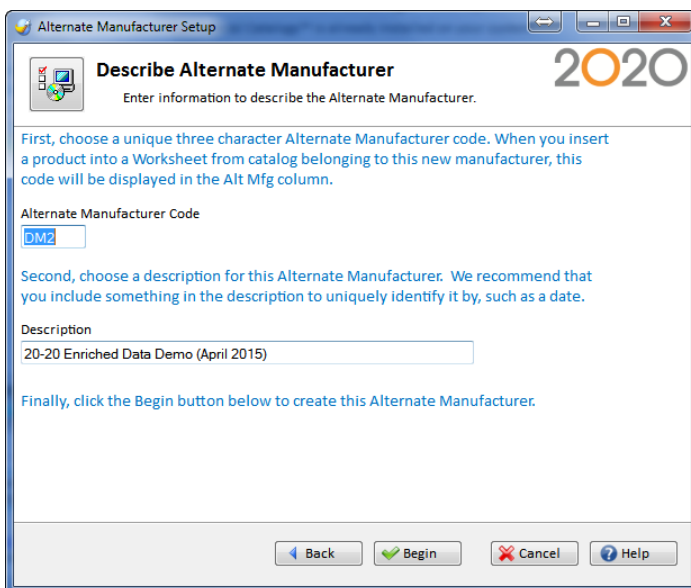 Alternate Manufacturer Setup
2020
Describe Alternate Manufacturer
Enter information to describe the Alternate Manufacturer.
First, choose a unique three character Alternate Manufacturer code. When you insert
a product into a Worksheet from catalog belonging to this new manufacturer, this
code will be displayed in the Alt Mfg column.
Alternate Manufacturer Code
DM2
Second, choose a description for this Alternate Manufacturer. We recommend that
you include something in the description to uniquely identify it by, such as a date.
Description
20-20 Enriched Data Demo (April 2015)
Finally, click the Begin button below to create this Alternate Manufacturer.
Back Begin Cancel Help